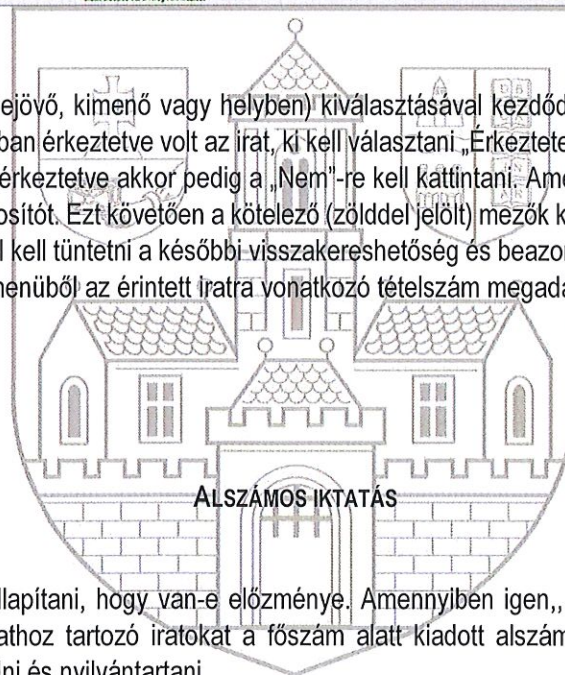 ejövő, kimenő vagy helyben) kiválasztásával kezdőd
ban érkeztetve volt az irat, ki kell választani „Érkeztete
érkeztetve akkor pedig a „Nem”-re kell kattintani. Ame
osítót. Ezt követően a kötelező (zölddel jelölt) mezők k
l kell tüntetni a későbbi visszakereshetőség és beazor
menüből az érintett iratra vonatkozó tételszám megadá
ALSZÁMOS IKTATÁS
llapítani, hogy van-e előzménye. Amennyiben igen,,
athoz tartozó iratokat a főszám alatt kiadott alszám
lni és nyilvántartani